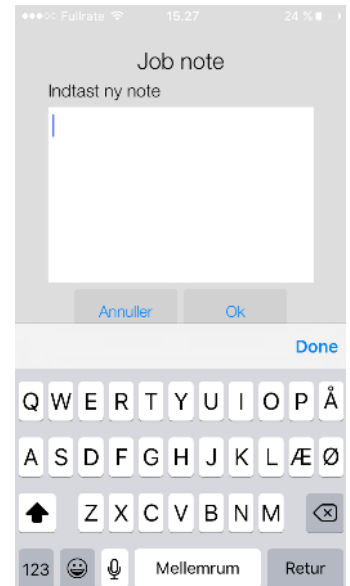 Fullrate 15.27 24 %
Job note
Indtast ny note
Annuller Ok
Done
Q W E R T Y U I O P Å
A S D F G H J K L Æ Ø
Z X C V B N M
123 Mellemrum Retur